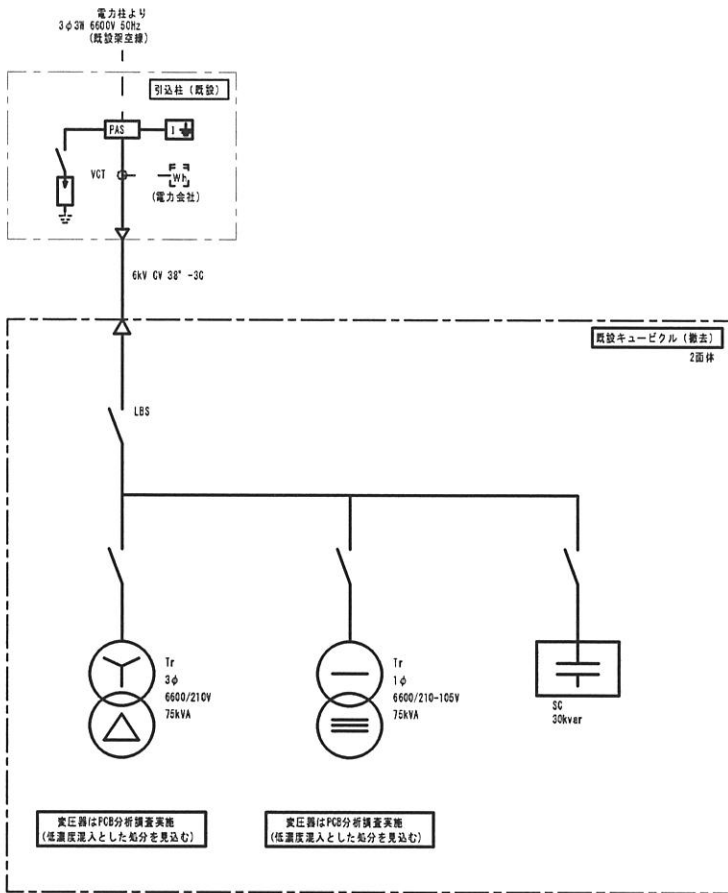 電力柱より
3φ3W 6600V 50Hz
(既設架空線)
引込柱(既設)
PAS
I
VCT
Wh
(電力会社)
6kV CV 38° -3C
既設キュービクル(撤去)
2面体
LBS
Tr
3φ
6600/210V
75kVA
Tr
1φ
6600/210-105V
75kVA
SC
30kvar
変圧器はPCB分析調査実施
(低濃度混入とした処分を見込む)
変圧器はPCB分析調査実施
(低濃度混入とした処分を見込む)